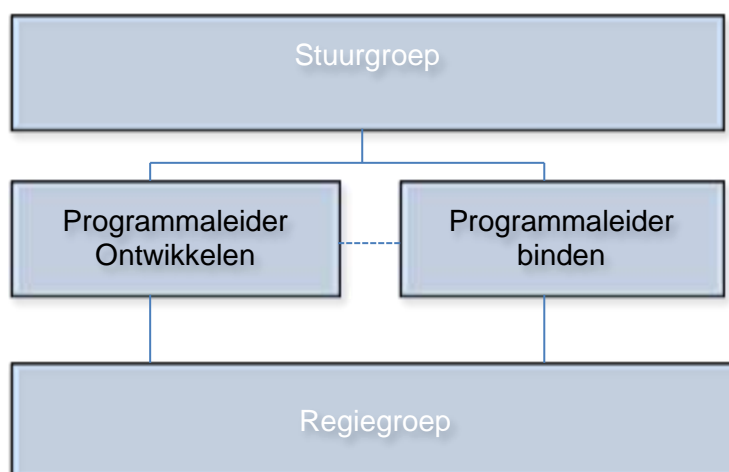 Stuurgroep
Programmaleider
Ontwikkelen
Programmaleider
binden
Regiegroep